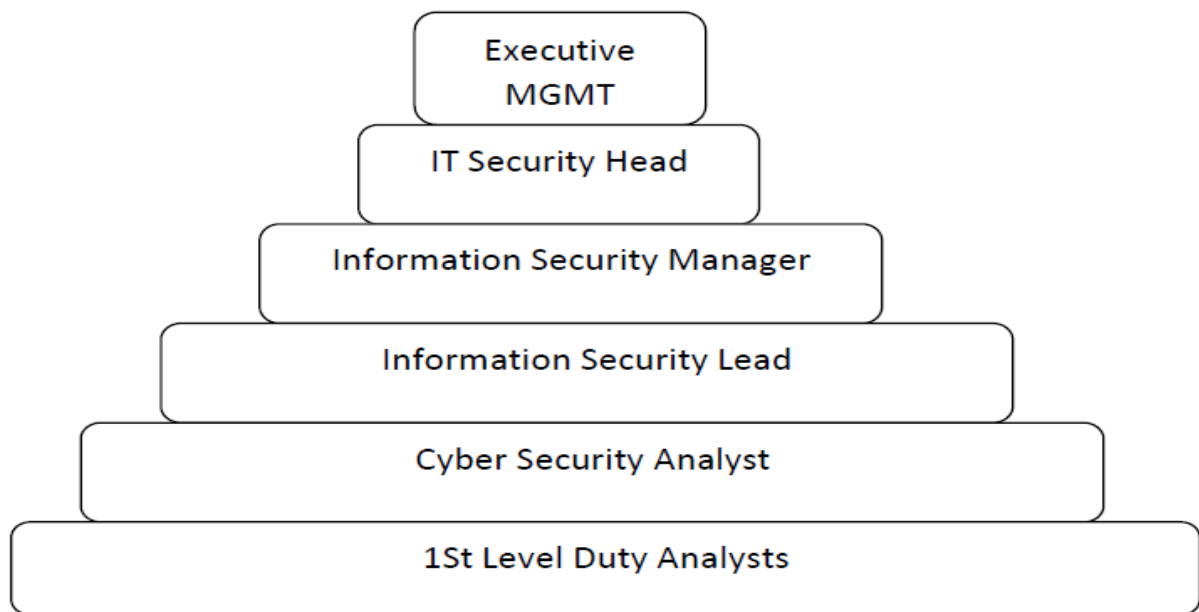 Executive
MGMT
IT Security Head
Information Security Manager
Information Security Lead
Cyber Security Analyst
1St Level Duty Analysts